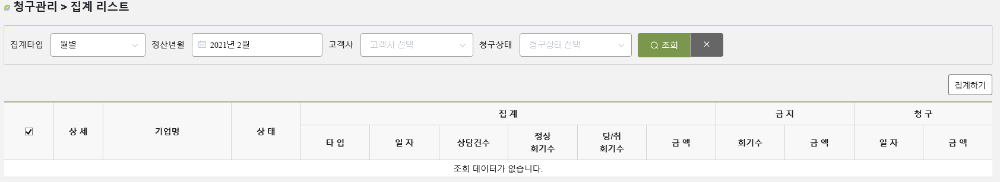 청구관리 > 집계 리스트
집계타입 월별 정산년월 2021년 2월 고객사 고객사 선택 청구상태 청구상태 선택 조회 ×
집계하기
상 세 기업명 상 태 집 계 금 지 청 구
타 입 일 자 상담건수 정상 회기수 당/취 회기수 금 액 회기수 금 액 일 자 금 액
조회 데이터가 없습니다.